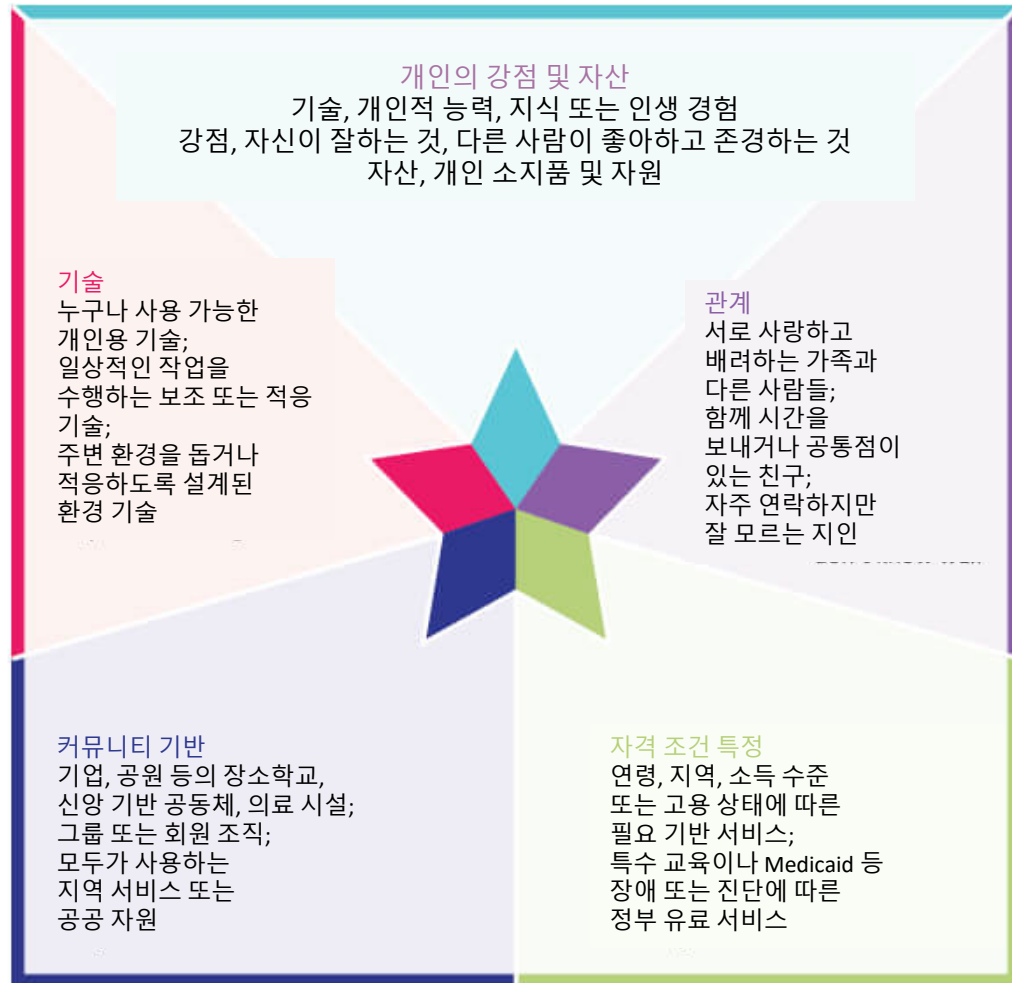 개인의 강점 및 자산
기술, 개인적 능력, 지식 또는 인생 경험
강점, 자신이 잘하는 것, 다른 사람이 좋아하고 존경하는 것
자산, 개인 소지품 및 자원
기술
누구나 사용 가능한
개인용 기술;
일상적인 작업을
수행하는 보조 또는 적응
기술;
주변 환경을 돕거나
적응하도록 설계된
환경 기술
관계
서로 사랑하고
배려하는 가족과
다른 사람들;
함께 시간을
보내거나 공통점이
있는 친구;
자주 연락하지만
잘 모르는 지인
커뮤니티 기반
기업, 공원 등의 장소학교,
신앙 기반 공동체, 의료 시설;
그룹 또는 회원 조직;
모두가 사용하는
지역 서비스 또는
공공 자원
자격 조건 특정
연령, 지역, 소득 수준
또는 고용 상태에 따른
필요 기반 서비스;
특수 교육이나 Medicaid 등
장애 또는 진단에 따른
정부 유료 서비스